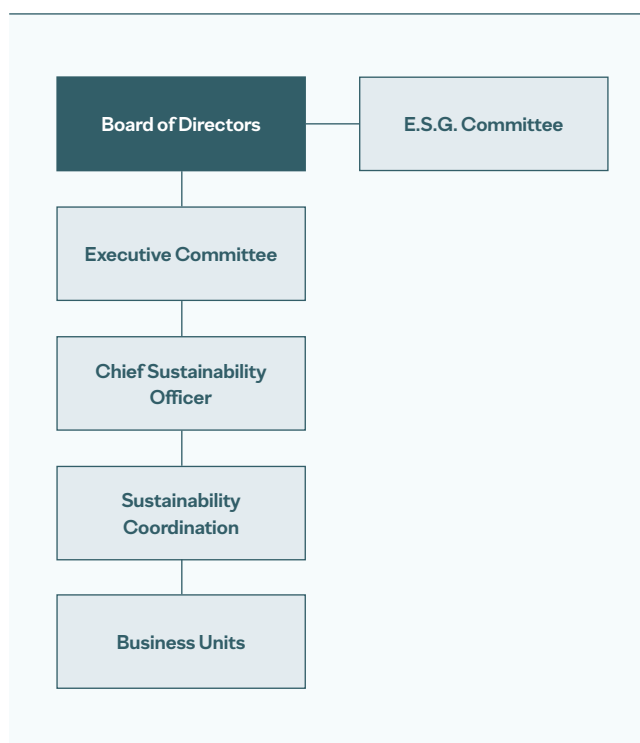 Board of Directors
E.S.G. Committee
Executive Committee
Chief Sustainability
Officer
Sustainability
Coordination
Business Units